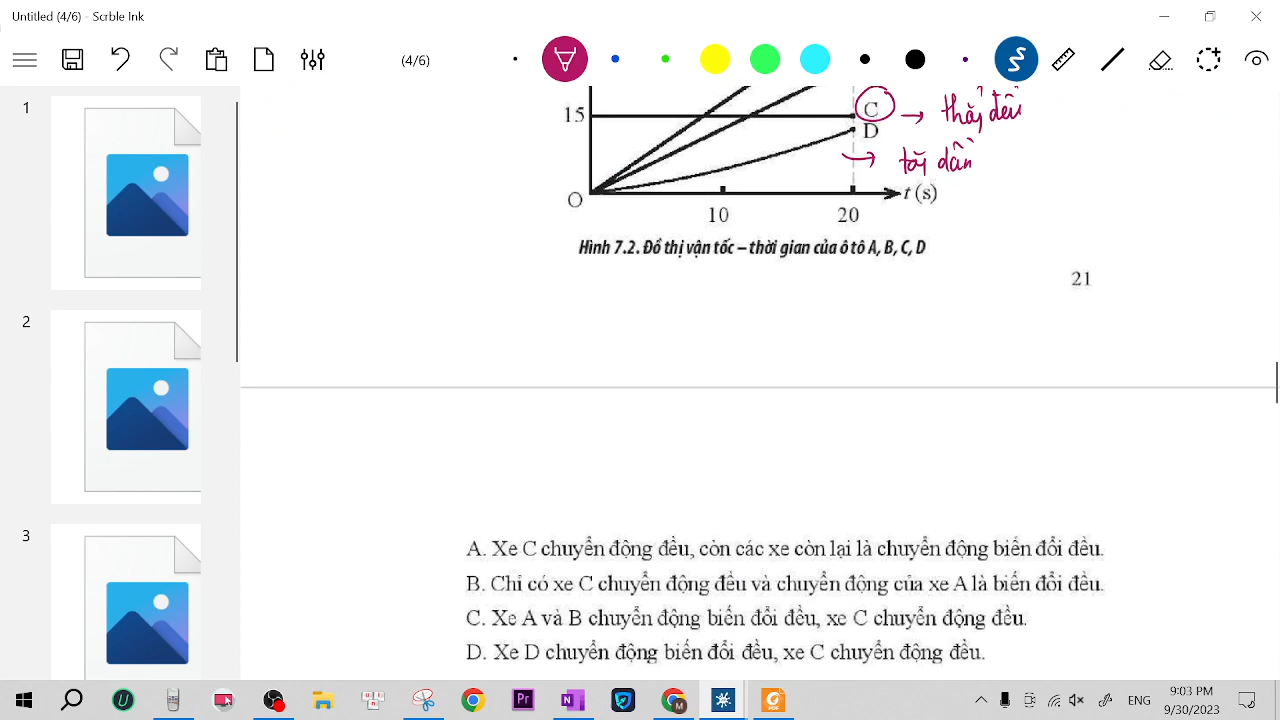 Untitled (4/6) - Scrble Ink
(4/6)
1
2
3
15
C → thẳg đều
D
→ tăg dần
O
t (s)
10
20
Hình 7.2. Đồ thị vận tốc – thời gian của ô tô A, B, C, D
21
A. Xe C chuyển động đều, còn các xe còn lại là chuyển động biến đổi đều.
B. Chỉ có xe C chuyển động đều và chuyển động của xe A là biến đổi đều.
C. Xe A và B chuyển động biến đổi đều, xe C chuyển động đều.
D. Xe D chuyển động biến đổi đều, xe C chuyển động đều.
Pr
N
M
PDF
ENG
9:03 PM
9/30/2023